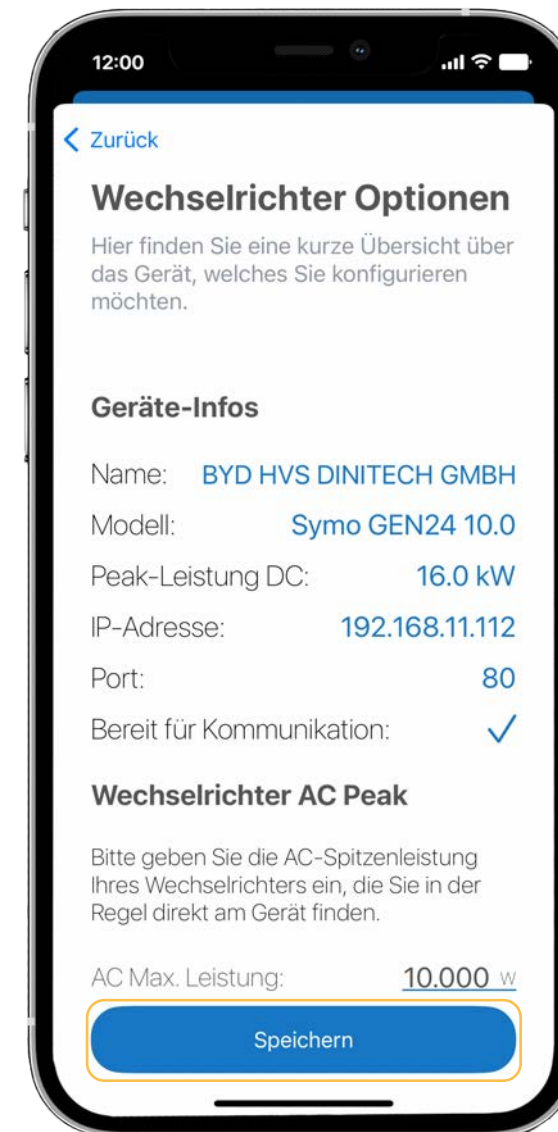 12:00
Zurück
Wechselrichter Optionen
Hier finden Sie eine kurze Übersicht über
das Gerät, welches Sie konfigurieren
möchten.
Geräte-Infos
Name: BYD HVS DINITECH GMBH
Modell: Symo GEN24 10.0
Peak-Leistung DC: 16.0 kW
IP-Adresse: 192.168.11.112
Port: 80
Bereit für Kommunikation:
Wechselrichter AC Peak
Bitte geben Sie die AC-Spitzenleistung
Ihres Wechselrichters ein, die Sie in der
Regel direkt am Gerät finden.
AC Max. Leistung: 10.000 W
Speichern